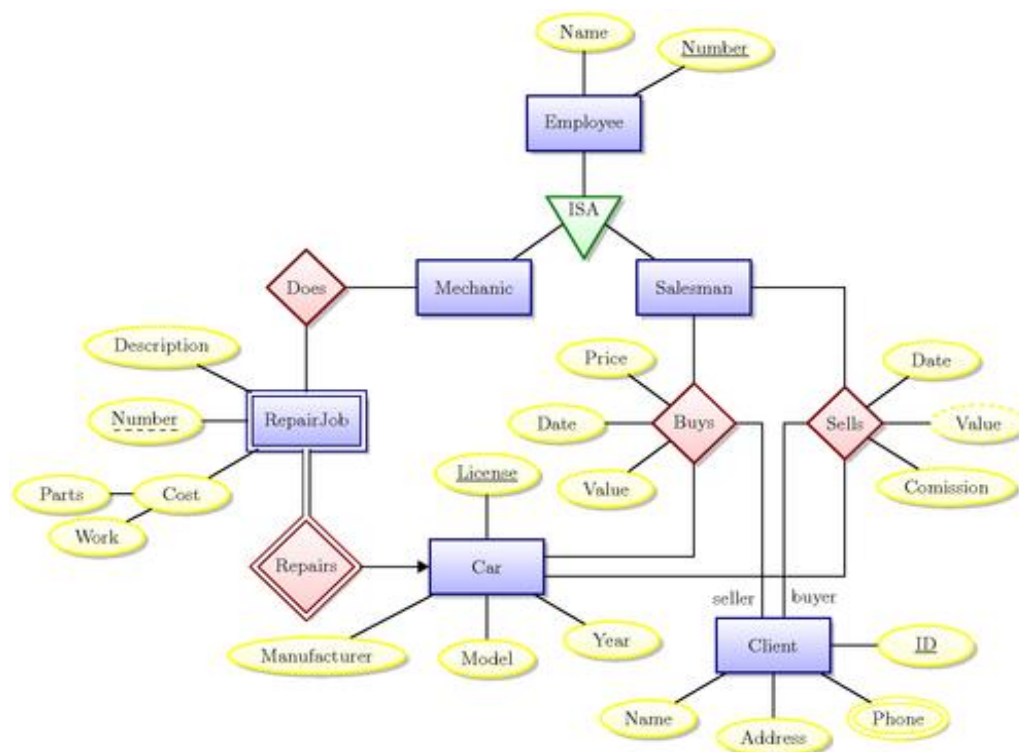 Name
Number
Employee
ISA
Does
Mechanic
Salesman
Description
Price
Date
Number
RepairJob
Date
Buys
Sells
Value
License
Value
Comission
Parts
Cost
Work
Repairs
Car
seller
buyer
Manufacturer
Model
Year
Client
ID
Name
Address
Phone